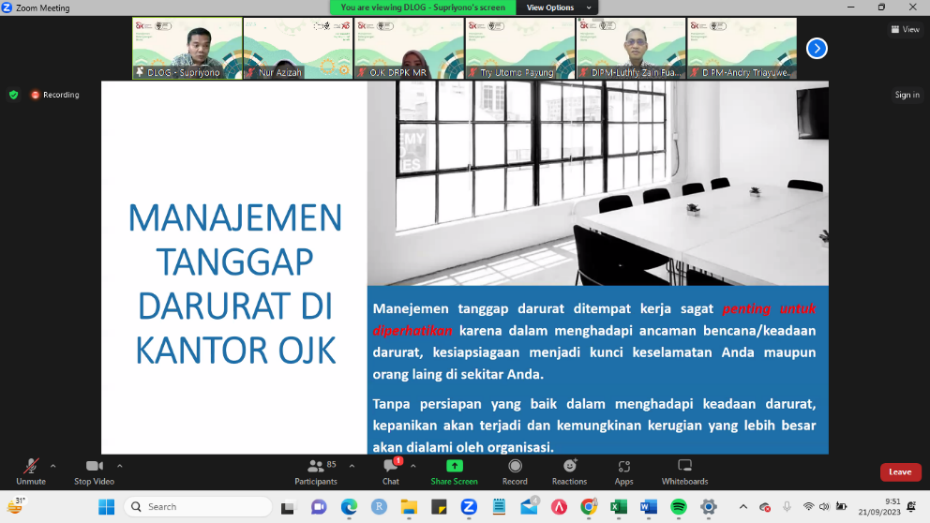 Zoom Meeting
You are viewing DLOG - Supriyono's screen
View Options
View
DLOG - Supriyono
Nur Azizah
OJK DRPK MR
Try Utomo Payung
DIPM-Luthfy Zain Fua...
DIPM-Andry Triayuwe...
Recording
Sign in
MANAJEMEN
TANGGAP
DARURAT DI
KANTOR OJK
Manejemen tanggap darurat ditempat kerja sagat penting untuk
diperhatikan karena dalam menghadapi ancaman bencana/keadaan
darurat, kesiapsiagaan menjadi kunci keselamatan Anda maupun
orang laing di sekitar Anda.
Tanpa persiapan yang baik dalam menghadapi keadaan darurat,
kepanikan akan terjadi dan kemungkinan kerugian yang lebih besar
akan dialami oleh organisasi.
Unmute
Stop Video
85
Participants
1
Chat
Share Screen
Record
Reactions
Apps
Whiteboards
Leave
31°
Search
4
9:51
21/09/2023